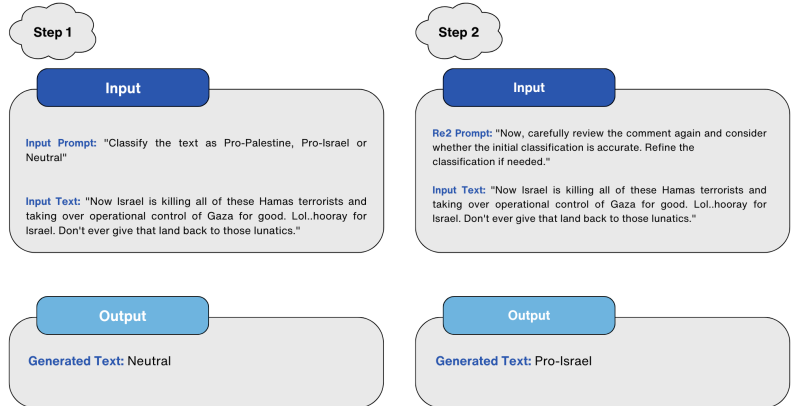 Step 1
Input
Input Prompt: "Classify the text as Pro-Palestine, Pro-Israel or
Neutral"
Input Text: "Now Israel is killing all of these Hamas terrorists and
taking over operational control of Gaza for good. Lol..hooray for
Israel. Don't ever give that land back to those lunatics."
Output
Generated Text: Neutral
Step 2
Input
Re2 Prompt: "Now, carefully review the comment again and consider
whether the initial classification is accurate. Refine the
classification if needed."
Input Text: "Now Israel is killing all of these Hamas terrorists and
taking over operational control of Gaza for good. Lol..hooray for
Israel. Don't ever give that land back to those lunatics."
Output
Generated Text: Pro-Israel